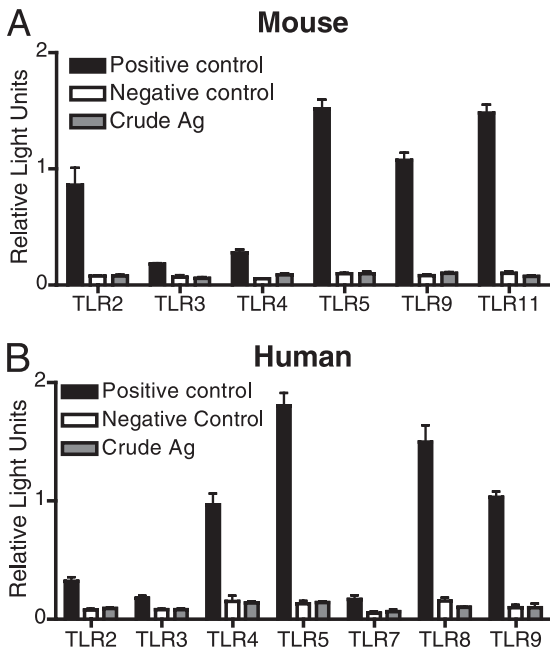 A
Mouse
Relative Light Units
2
1
0
Positive control
Negative control
Crude Ag
TLR2 TLR3 TLR4 TLR5 TLR9 TLR11
B
Human
Relative Light Units
2
1
0
Positive control
Negative Control
Crude Ag
TLR2 TLR3 TLR4 TLR5 TLR7 TLR8 TLR9